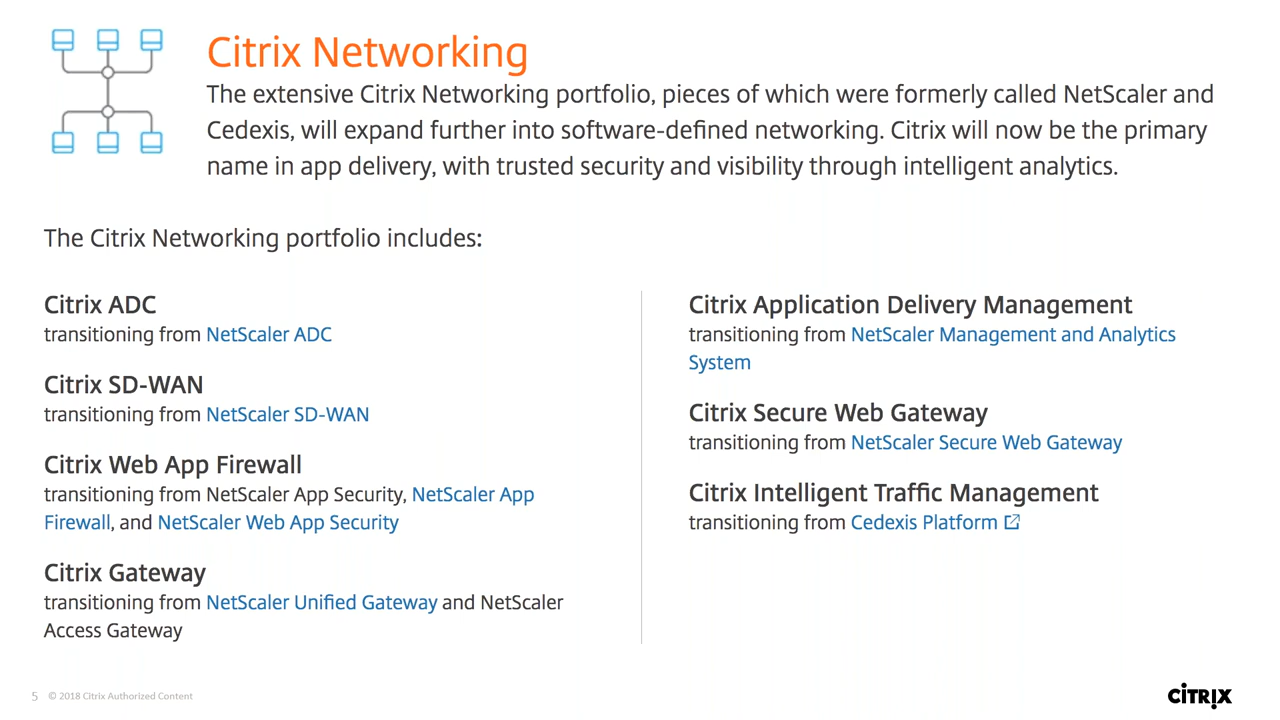 Citrix Networking
The extensive Citrix Networking portfolio, pieces of which were formerly called NetScaler and
Cedexis, will expand further into software-defined networking. Citrix will now be the primary
name in app delivery, with trusted security and visibility through intelligent analytics.
The Citrix Networking portfolio includes:
Citrix ADC
transitioning from NetScaler ADC
Citrix SD-WAN
transitioning from NetScaler SD-WAN
Citrix Web App Firewall
transitioning from NetScaler App Security, NetScaler App
Firewall, and NetScaler Web App Security
Citrix Gateway
transitioning from NetScaler Unified Gateway and NetScaler
Access Gateway
Citrix Application Delivery Management
transitioning from NetScaler Management and Analytics
System
Citrix Secure Web Gateway
transitioning from NetScaler Secure Web Gateway
Citrix Intelligent Traffic Management
transitioning from Cedexis Platform
5 © 2018 Citrix Authorized Content
CITRIX